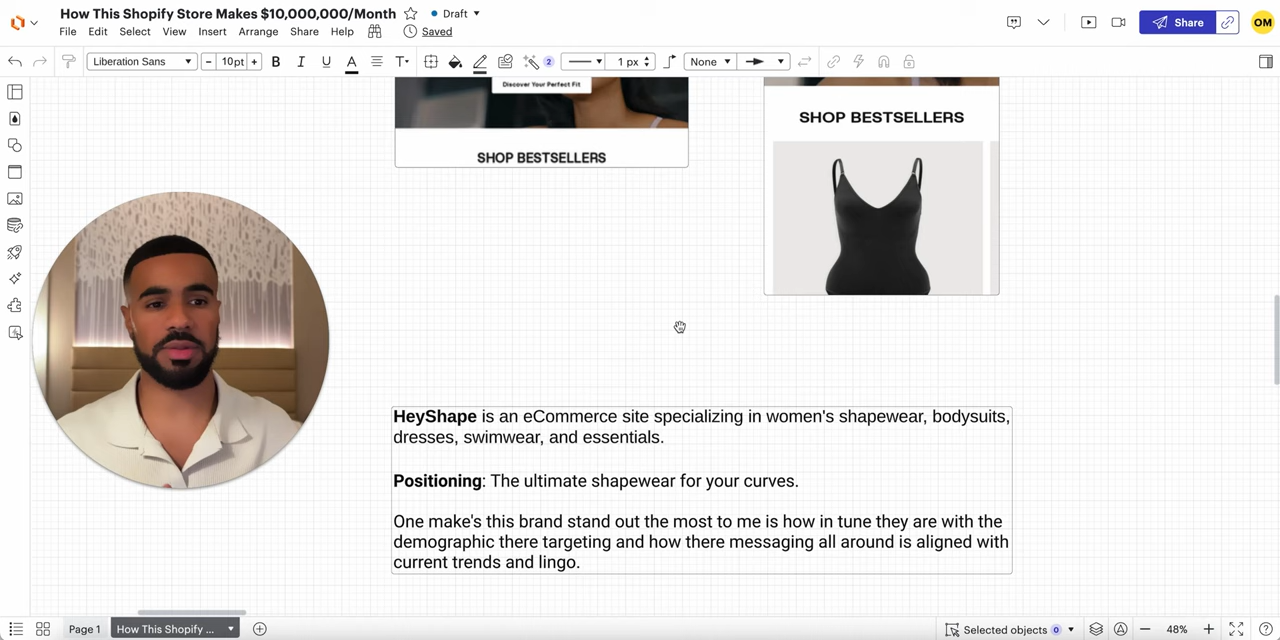 How This Shopify Store Makes $10,000,000/Month
Draft
File Edit Select View Insert Arrange Share Help
Saved
Share
OM
Liberation Sans
10pt
B I U A T
2
1 px
None
Discover Your Perfect Fit
SHOP BESTSELLERS
SHOP BESTSELLERS
HeyShape is an eCommerce site specializing in women's shapewear, bodysuits,
dresses, swimwear, and essentials.
Positioning: The ultimate shapewear for your curves.
One make's this brand stand out the most to me is how in tune they are with the
demographic there targeting and how there messaging all around is aligned with
current trends and lingo.
Page 1
How This Shopify ...
Selected objects 0
48%